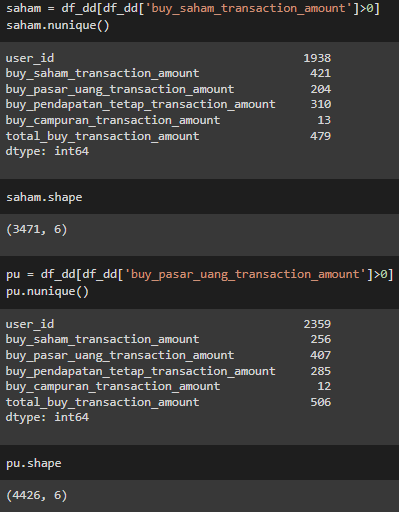 saham = df_dd[df_dd['buy_saham_transaction_amount']>0]
saham.nunique()
user_id 1938
buy_saham_transaction_amount 421
buy_pasar_uang_transaction_amount 204
buy_pendapatan_tetap_transaction_amount 310
buy_campuran_transaction_amount 13
total_buy_transaction_amount 479
dtype: int64
saham.shape
(3471, 6)
pu = df_dd[df_dd['buy_pasar_uang_transaction_amount']>0]
pu.nunique()
user_id 2359
buy_saham_transaction_amount 256
buy_pasar_uang_transaction_amount 407
buy_pendapatan_tetap_transaction_amount 285
buy_campuran_transaction_amount 12
total_buy_transaction_amount 506
dtype: int64
pu.shape
(4426, 6)